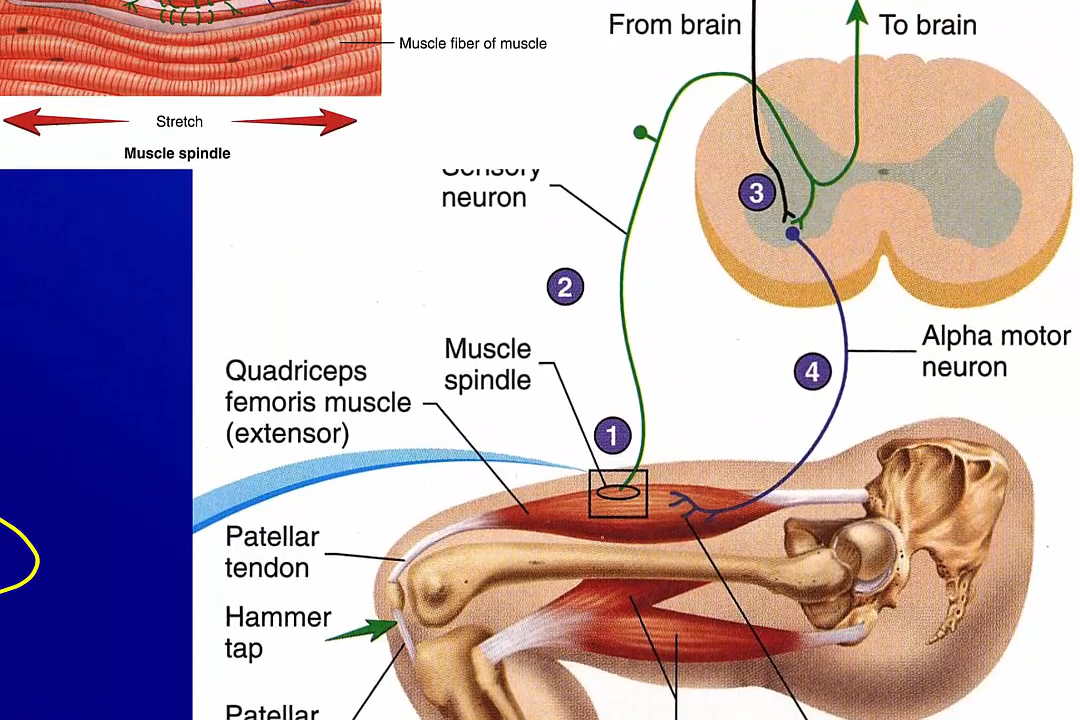 Muscle fiber of muscle
Stretch
Muscle spindle
From brain
To brain
Sensory
neuron
3
2
Muscle
spindle
Alpha motor
neuron
4
Quadriceps
femoris muscle
(extensor)
1
Patellar
tendon
Hammer
tap
Patellar